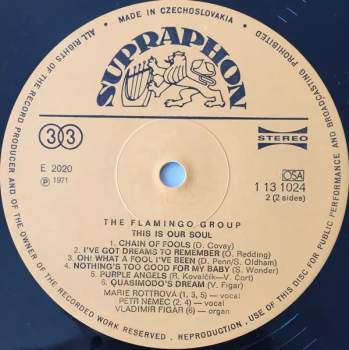 MADE IN CZECHOSLOVAKIA
ALL RIGHTS OF THE RECORD PRODUCER AND OF THE OWNER OF THE RECORDED WORK RESERVED . REPRODUCTION, USE OF THIS DISC FOR PUBLIC PERFORMANCE AND BROADCASTING PROHIBITED
SUPRAPHON
33
STEREO
E 2020
℗ 1971
OSA
1 13 1024
2 (2 sides)
THE FLAMINGO GROUP
THIS IS OUR SOUL
1. CHAIN OF FOOLS (D. Covay)
2. I'VE GOT DREAMS TO REMEMBER (O. Redding)
3. OH! WHAT A FOOL I'VE BEEN (D. Penn/S. Oldham)
4. NOTHING'S TOO GOOD FOR MY BABY (S. Wonder)
5. PURPLE ANGELS (R. Kovalčík—V. Cort)
6. QUASIMODO'S DREAM (V. Figar)
MARIE ROTTROVÁ (1, 3, 5) — vocal
PETR NĚMEC (2, 4) — vocal
VLADIMÍR FIGAR (6) — organ